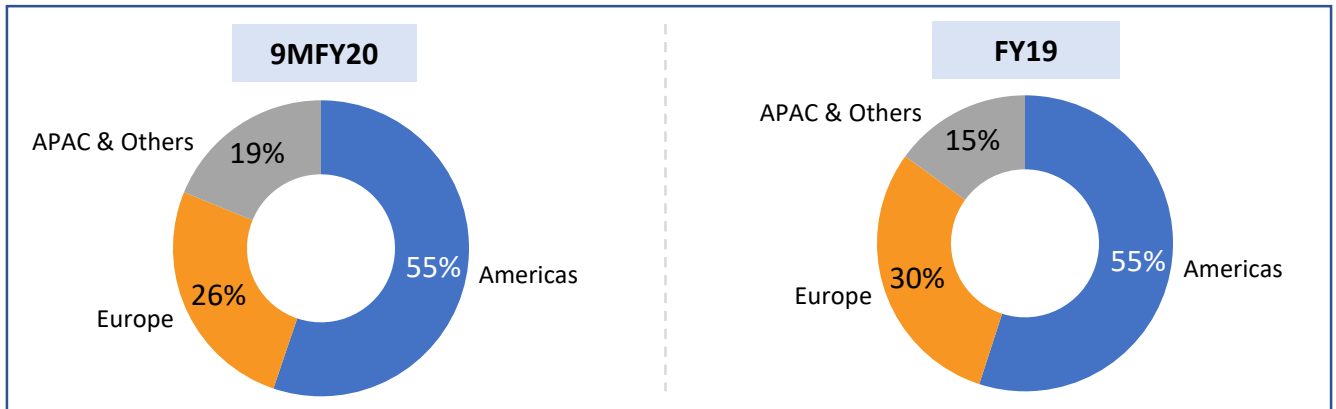 9MFY20
APAC & Others
19%
55%
Americas
26%
Europe
FY19
APAC & Others
15%
55%
Americas
30%
Europe